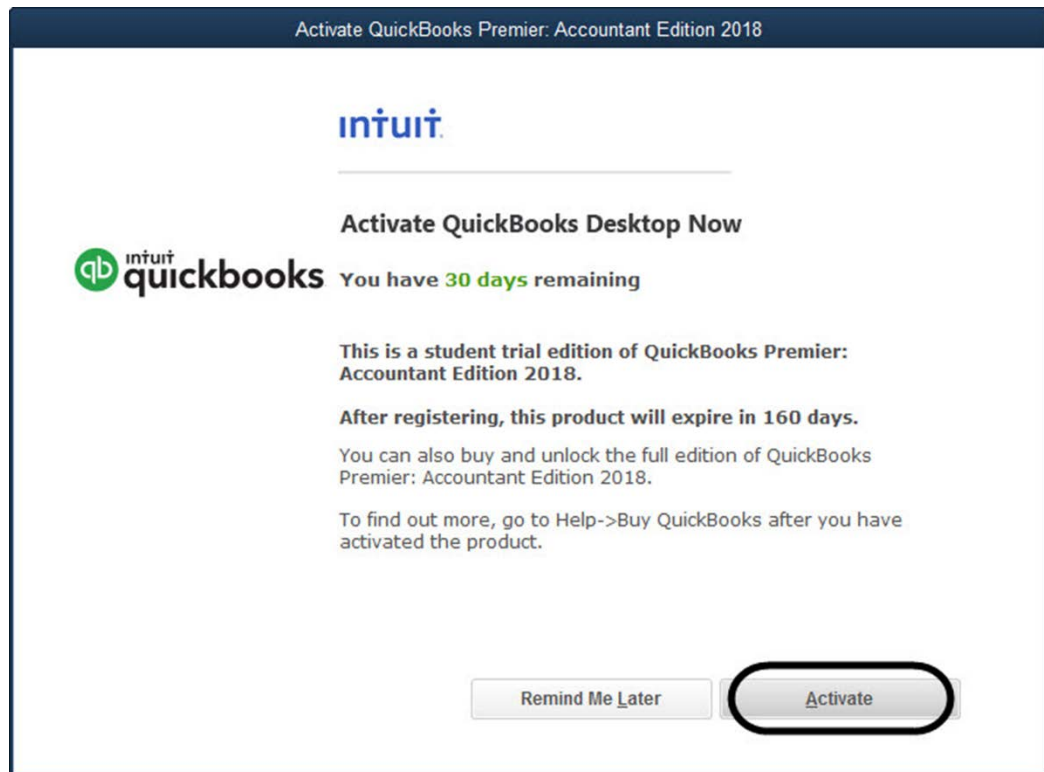 Activate QuickBooks Premier: Accountant Edition 2018
intuit.
Activate QuickBooks Desktop Now
intuit
quickbooks.
You have 30 days remaining
This is a student trial edition of QuickBooks Premier:
Accountant Edition 2018.
After registering, this product will expire in 160 days.
You can also buy and unlock the full edition of QuickBooks
Premier: Accountant Edition 2018.
To find out more, go to Help->Buy QuickBooks after you have
activated the product.
Remind Me Later
Activate